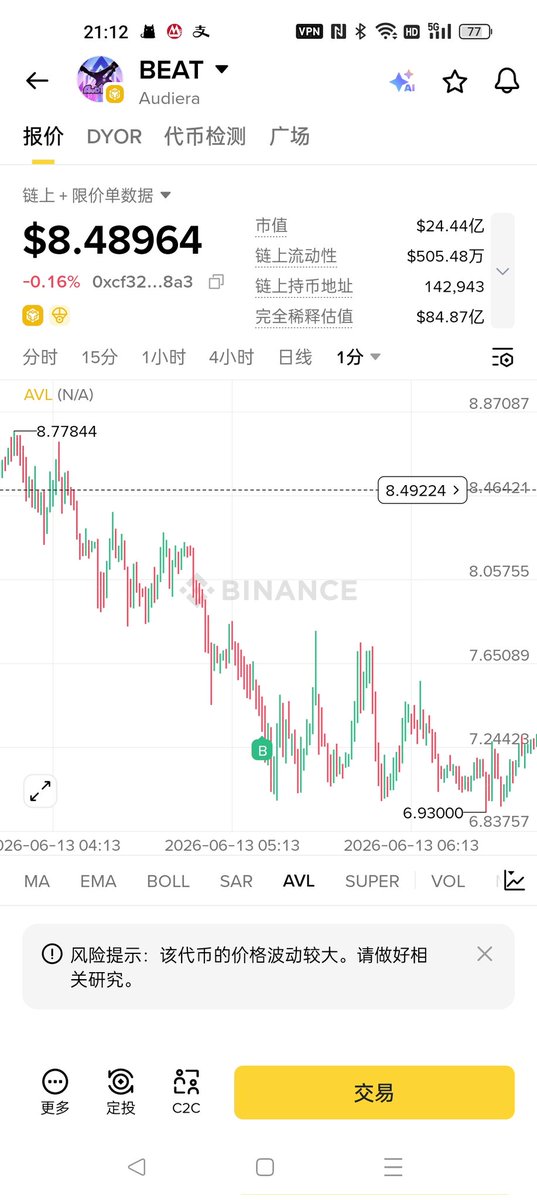 21:12
VPN
HD
5G
77
BEAT
Audiera
AI
报价 DYOR 代币检测 广场
链上 + 限价单数据
$8.48964
-0.16% 0xcf32...8a3
市值 $24.44亿
链上流动性 $505.48万
链上持币地址 142,943
完全稀释估值 $84.87亿
分时 15分 1小时 4小时 日线 1分
AVL (N/A)
8.87087
8.77844
8.49224
8.46421
8.05755
BINANCE
7.65089
7.24423
B
6.93000
6.83757
026-06-13 04:13 2026-06-13 05:13 2026-06-13 06:13
MA EMA BOLL SAR AVL SUPER VOL
风险提示：该代币的价格波动较大。请做好相
关研究。
更多 定投 C2C 交易